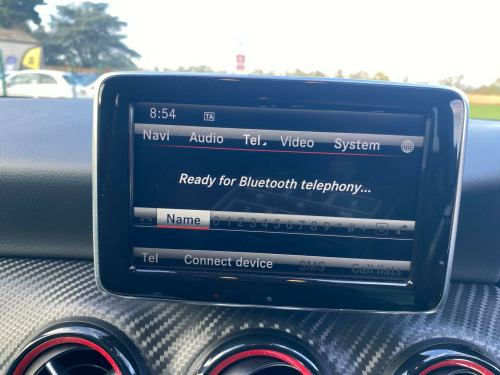 8:54 TA
Navi Audio Tel Video System
Ready for Bluetooth telephony...
Name 0 1 2 3 4 5 6 7 8 9 * # +
Tel Connect device SMS Call lists